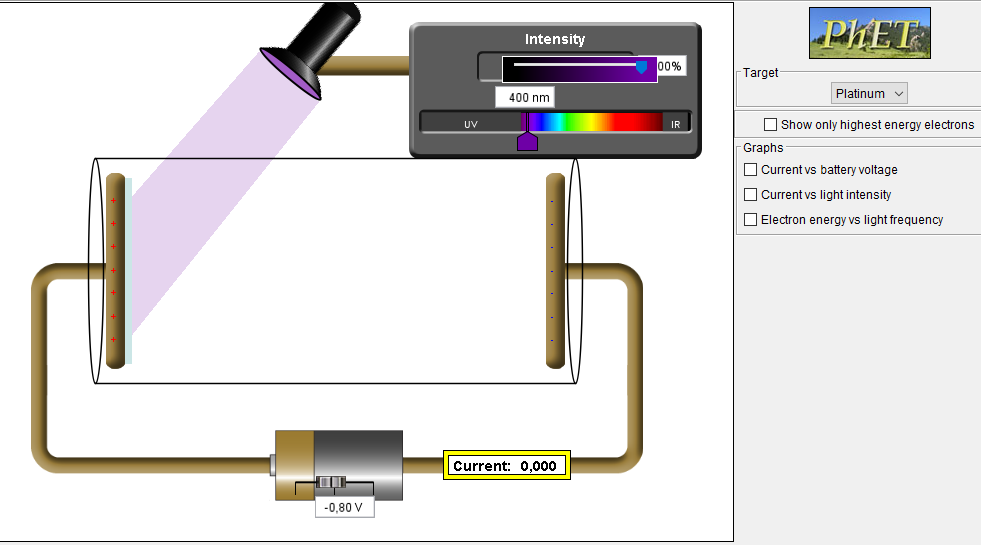 Intensity
00%
400 nm
UV
IR
PhET
Target
Platinum
Show only highest energy electrons
Graphs
Current vs battery voltage
Current vs light intensity
Electron energy vs light frequency
Current: 0,000
-0,80 V